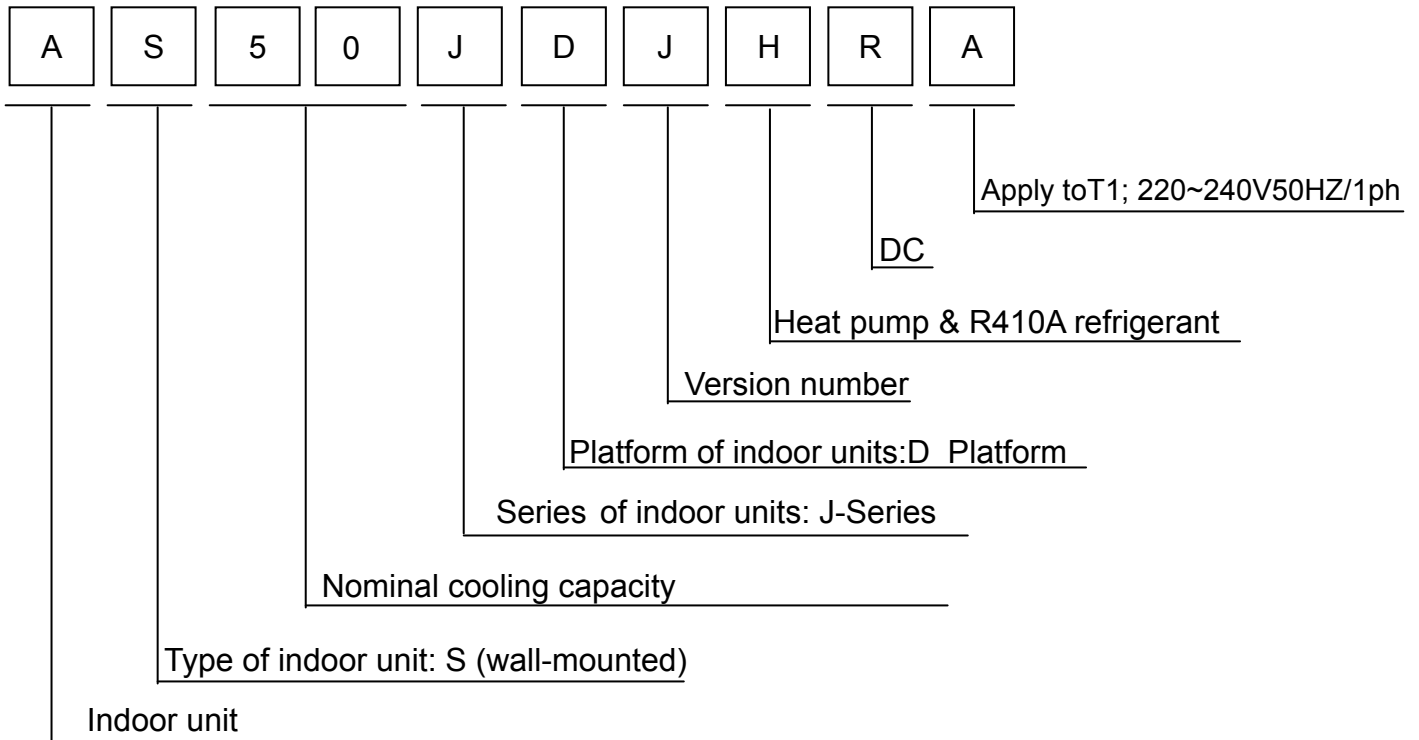 A S 5 0 J D J H R A
Apply toT1; 220~240V50HZ/1ph
DC
Heat pump & R410A refrigerant
Version number
Platform of indoor units:D Platform
Series of indoor units: J-Series
Nominal cooling capacity
Type of indoor unit: S (wall-mounted)
Indoor unit